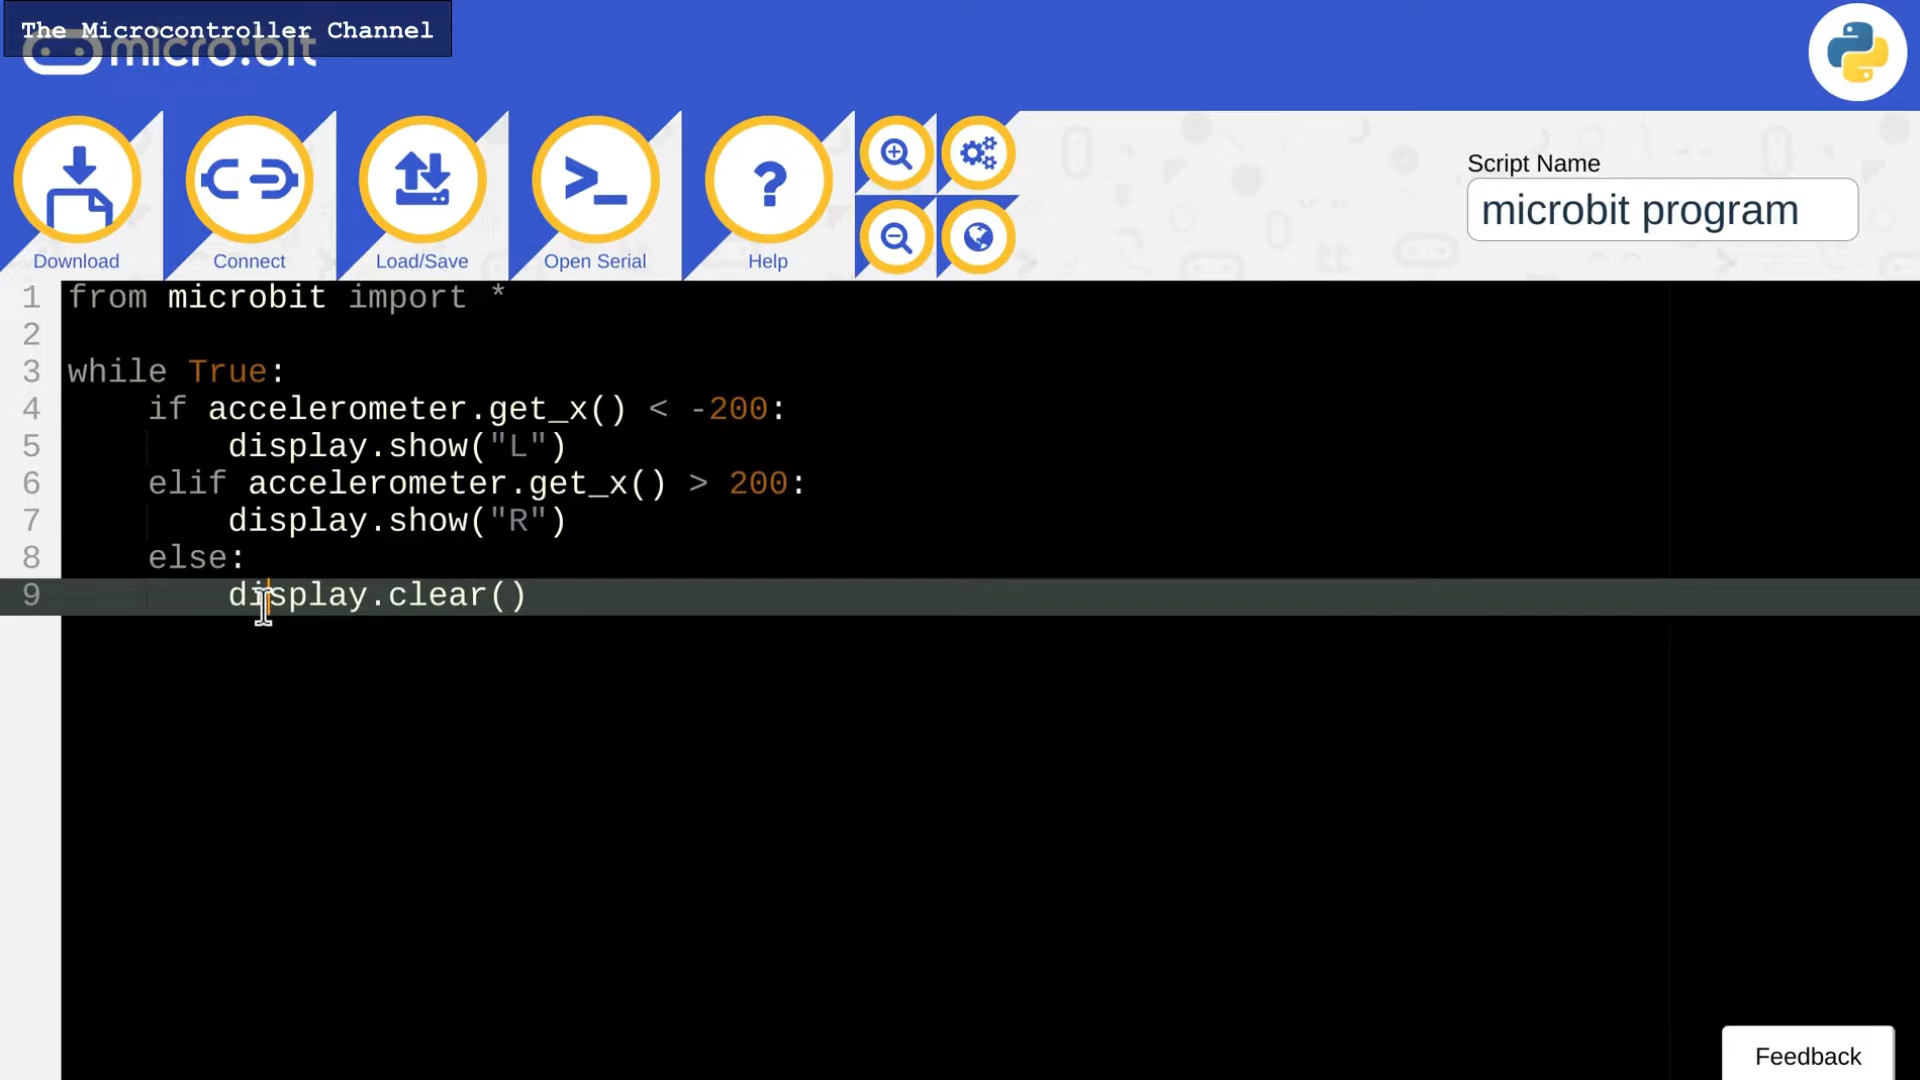 The Microcontroller Channel
micro:bit
Download
Connect
Load/Save
Open Serial
Help
Script Name
microbit program
1 from microbit import *
2
3 while True:
4     if accelerometer.get_x() < -200:
5         display.show("L")
6     elif accelerometer.get_x() > 200:
7         display.show("R")
8     else:
9         display.clear()
Feedback